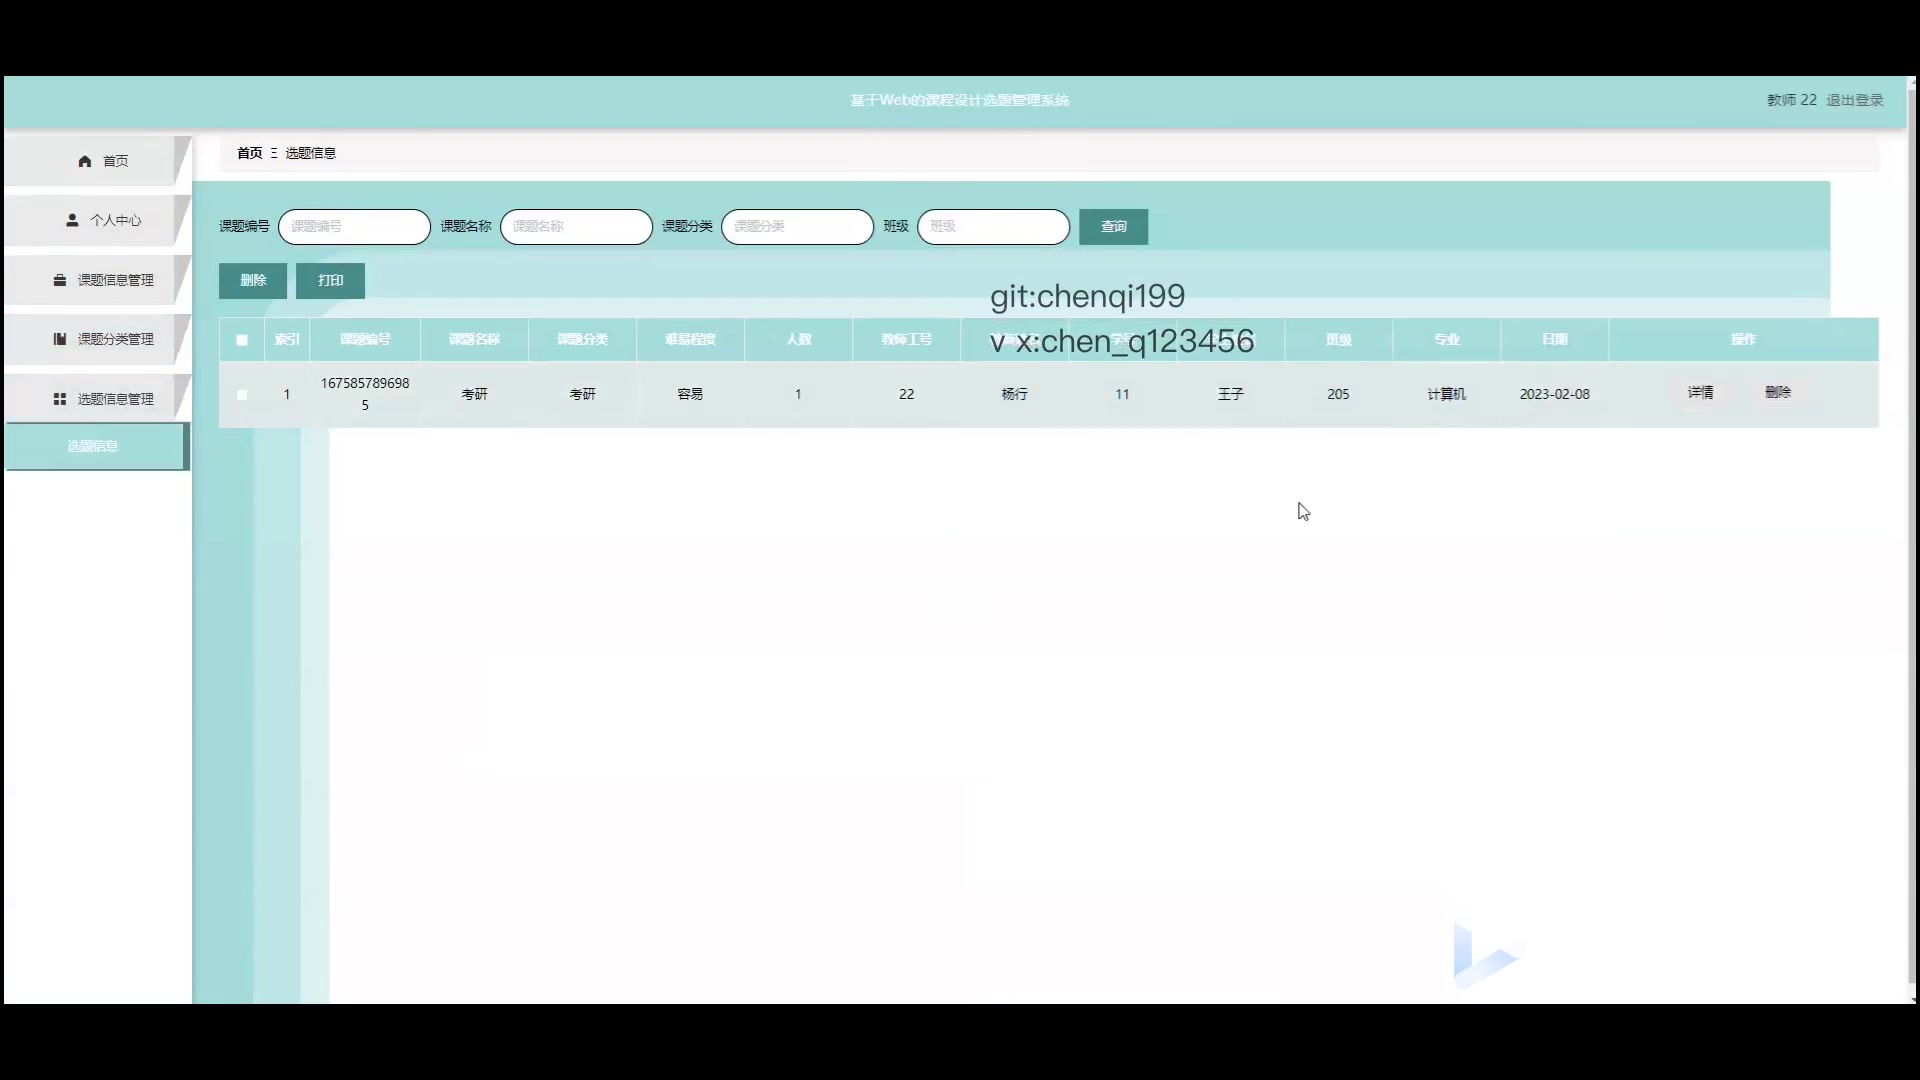 基于Web的课程设计选题管理系统
教师 22 退出登录
首页
个人中心
课题信息管理
课题分类管理
选题信息管理
选题信息
首页 Ξ 选题信息
课题编号 课题编号 课题名称 课题名称 课题分类 课题分类 班级 班级 查询
删除 打印
git:chenqi199
v x:chen_q123456
索引 课题编号 课题名称 课题分类 难易程度 人数 教师工号 学号 班级 专业 日期 操作
1 167585789698 考研 考研 容易 1 22 杨行 11 王子 205 计算机 2023-02-08 详情 删除
5